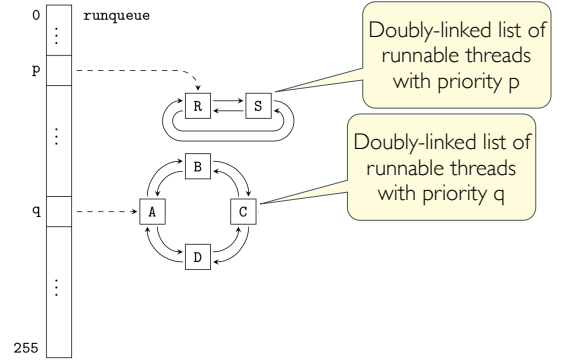 0
runqueue
⋮
p
R
S
Doubly-linked list of
runnable threads
with priority p
⋮
B
q
A
C
Doubly-linked list of
runnable threads
with priority q
D
⋮
255